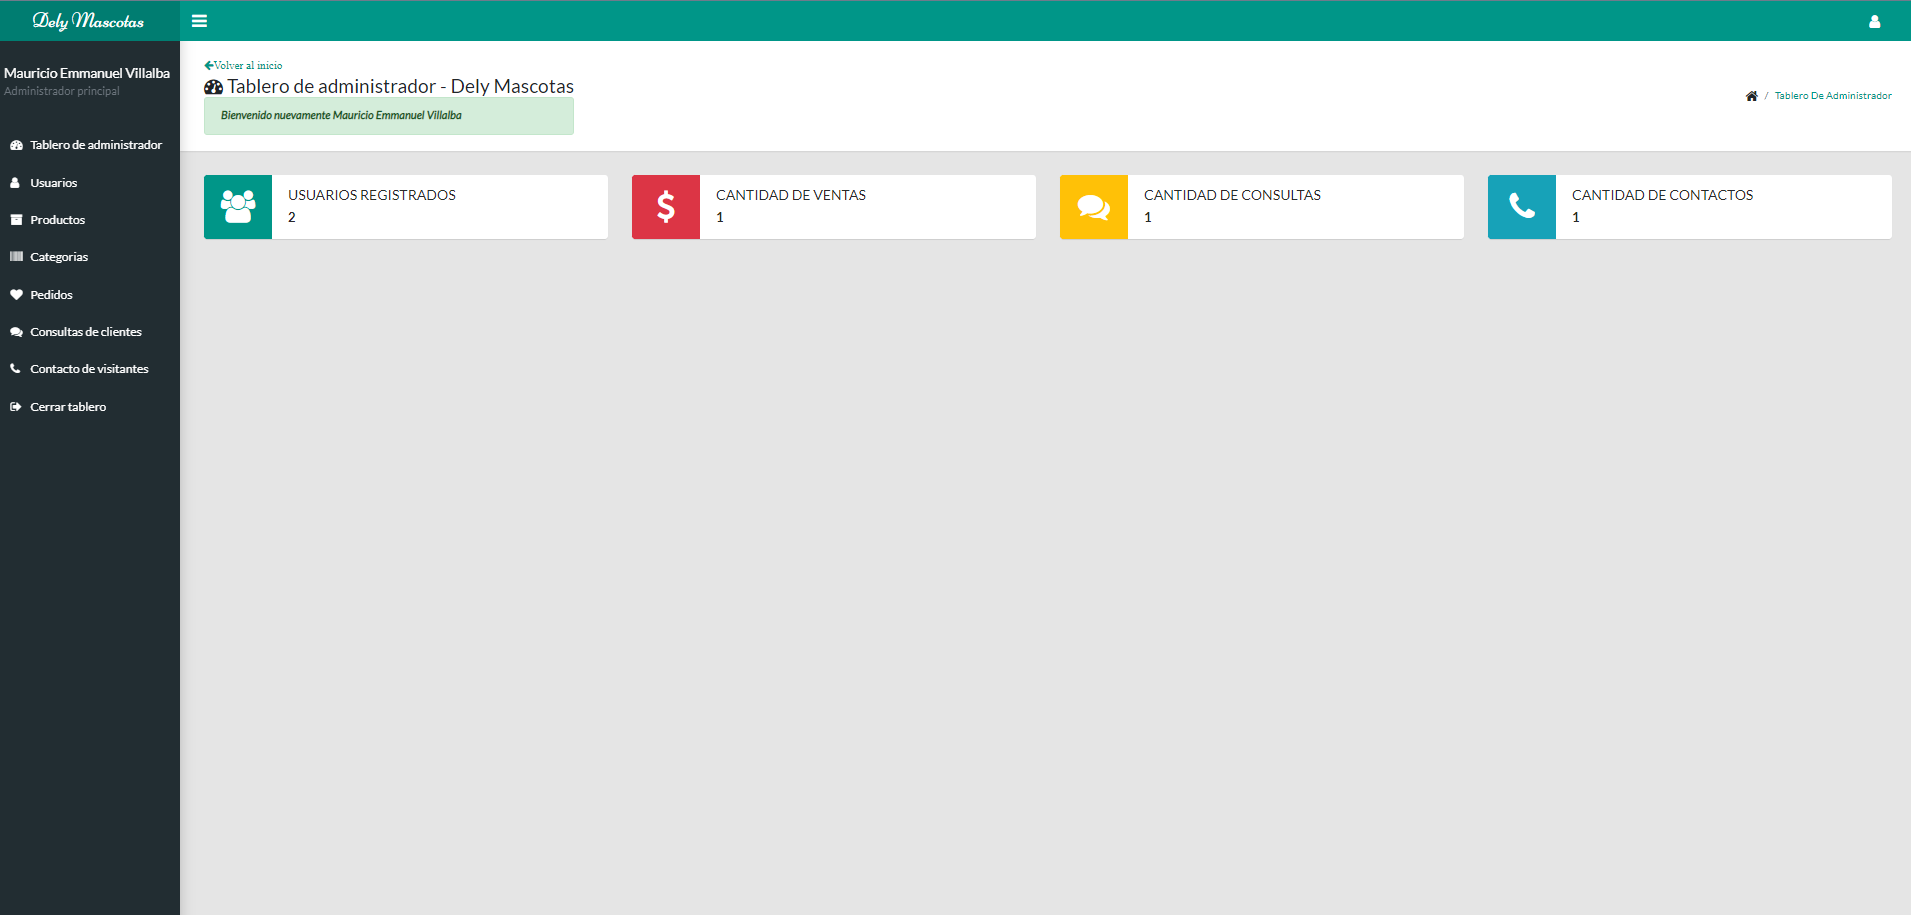 Dely Mascotas
Mauricio Emmanuel Villalba
Administrador principal
Tablero de administrador
Usuarios
Productos
Categorias
Pedidos
Consultas de clientes
Contacto de visitantes
Cerrar tablero
Volver al inicio
Tablero de administrador - Dely Mascotas
Bienvenido nuevamente Mauricio Emmanuel Villalba
/ Tablero De Administrador
USUARIOS REGISTRADOS
2
CANTIDAD DE VENTAS
1
CANTIDAD DE CONSULTAS
1
CANTIDAD DE CONTACTOS
1